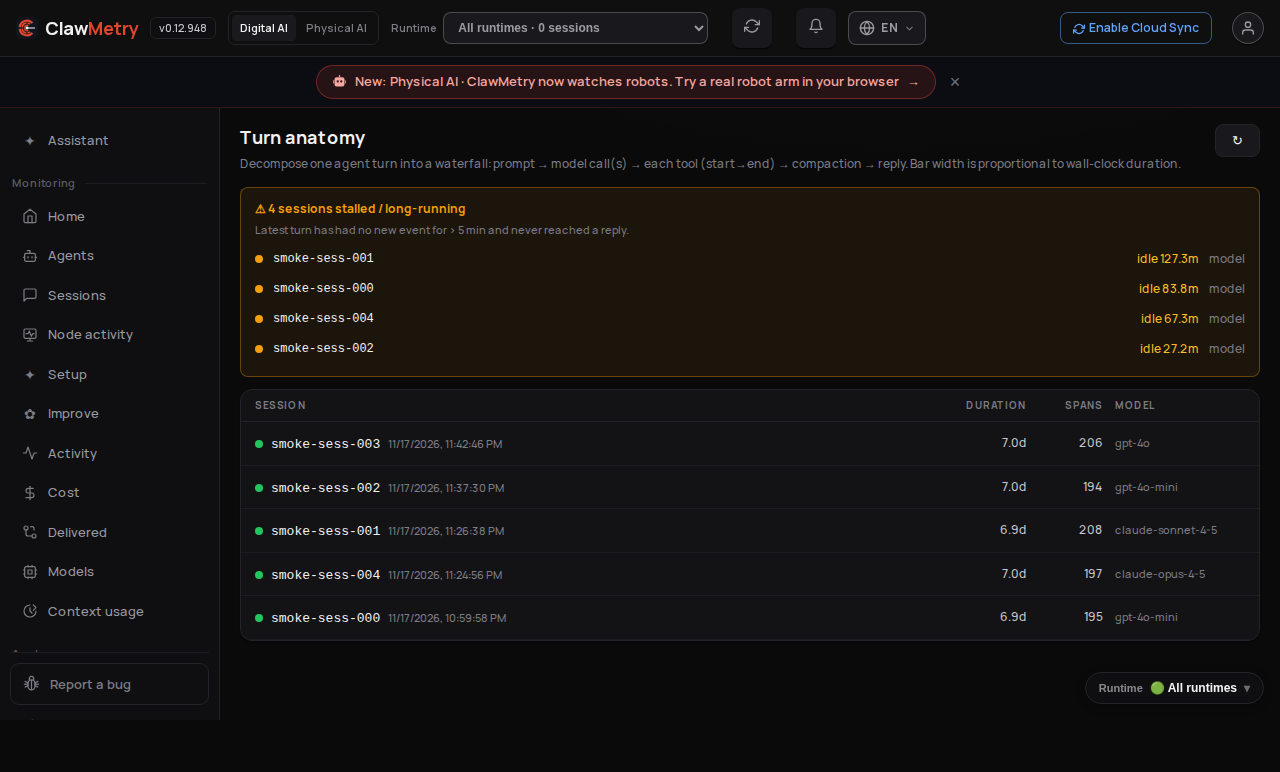 ClawMetry v0.12.948 Digital AI Physical AI Runtime All runtimes · 0 sessions EN Enable Cloud Sync
New: Physical AI · ClawMetry now watches robots. Try a real robot arm in your browser → ×
Assistant
Monitoring
Home
Agents
Sessions
Node activity
Setup
Improve
Activity
Cost
Delivered
Models
Context usage
Report a bug
Turn anatomy
↻
Decompose one agent turn into a waterfall: prompt → model call(s) → each tool (start→end) → compaction → reply. Bar width is proportional to wall-clock duration.
⚠ 4 sessions stalled / long-running
Latest turn has had no new event for > 5 min and never reached a reply.
smoke-sess-001 idle 127.3m model
smoke-sess-000 idle 83.8m model
smoke-sess-004 idle 67.3m model
smoke-sess-002 idle 27.2m model
SESSION DURATION SPANS MODEL
smoke-sess-003 11/17/2026, 11:42:46 PM 7.0d 206 gpt-4o
smoke-sess-002 11/17/2026, 11:37:30 PM 7.0d 194 gpt-4o-mini
smoke-sess-001 11/17/2026, 11:26:38 PM 6.9d 208 claude-sonnet-4-5
smoke-sess-004 11/17/2026, 11:24:56 PM 7.0d 197 claude-opus-4-5
smoke-sess-000 11/17/2026, 10:59:58 PM 6.9d 195 gpt-4o-mini
Runtime All runtimes ▾